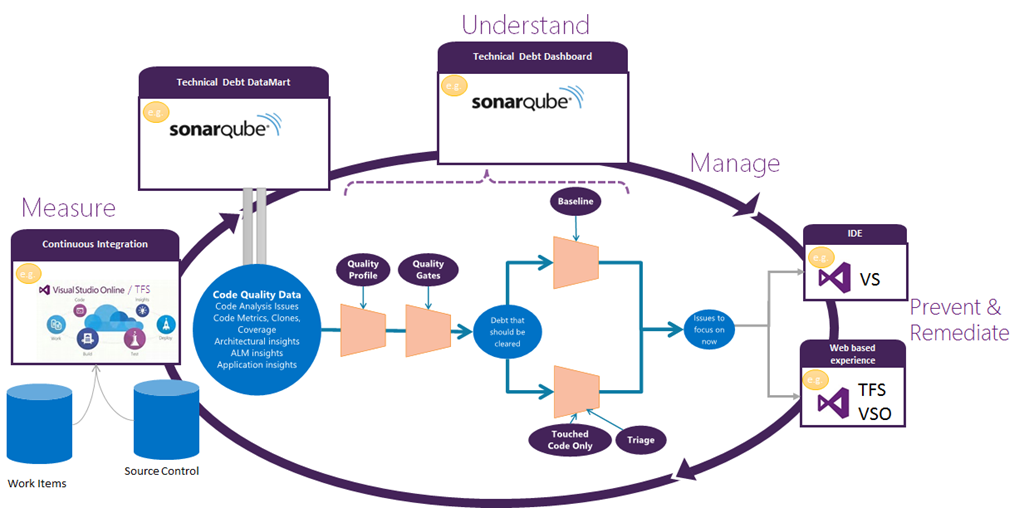 Understand
Technical Debt Dashboard
e.g.
sonarqube
Technical Debt DataMart
e.g.
sonarqube
Manage
Measure
Continuous Integration
e.g.
Visual Studio Online / TFS
Code
Insights
Work
Build
Test
Deploy
Work Items
Source Control
Code Quality Data
Code Analysis Issues
Code Metrics, Clones,
Coverage
Architectural insights
ALM insights
Application insights
Quality
Profile
Quality
Gates
Debt that
should be
cleared
Baseline
Touched
Code Only
Triage
Issues to
focus on
now
IDE
e.g.
VS
Prevent &
Remediate
Web based
experience
e.g.
TFS
VSO